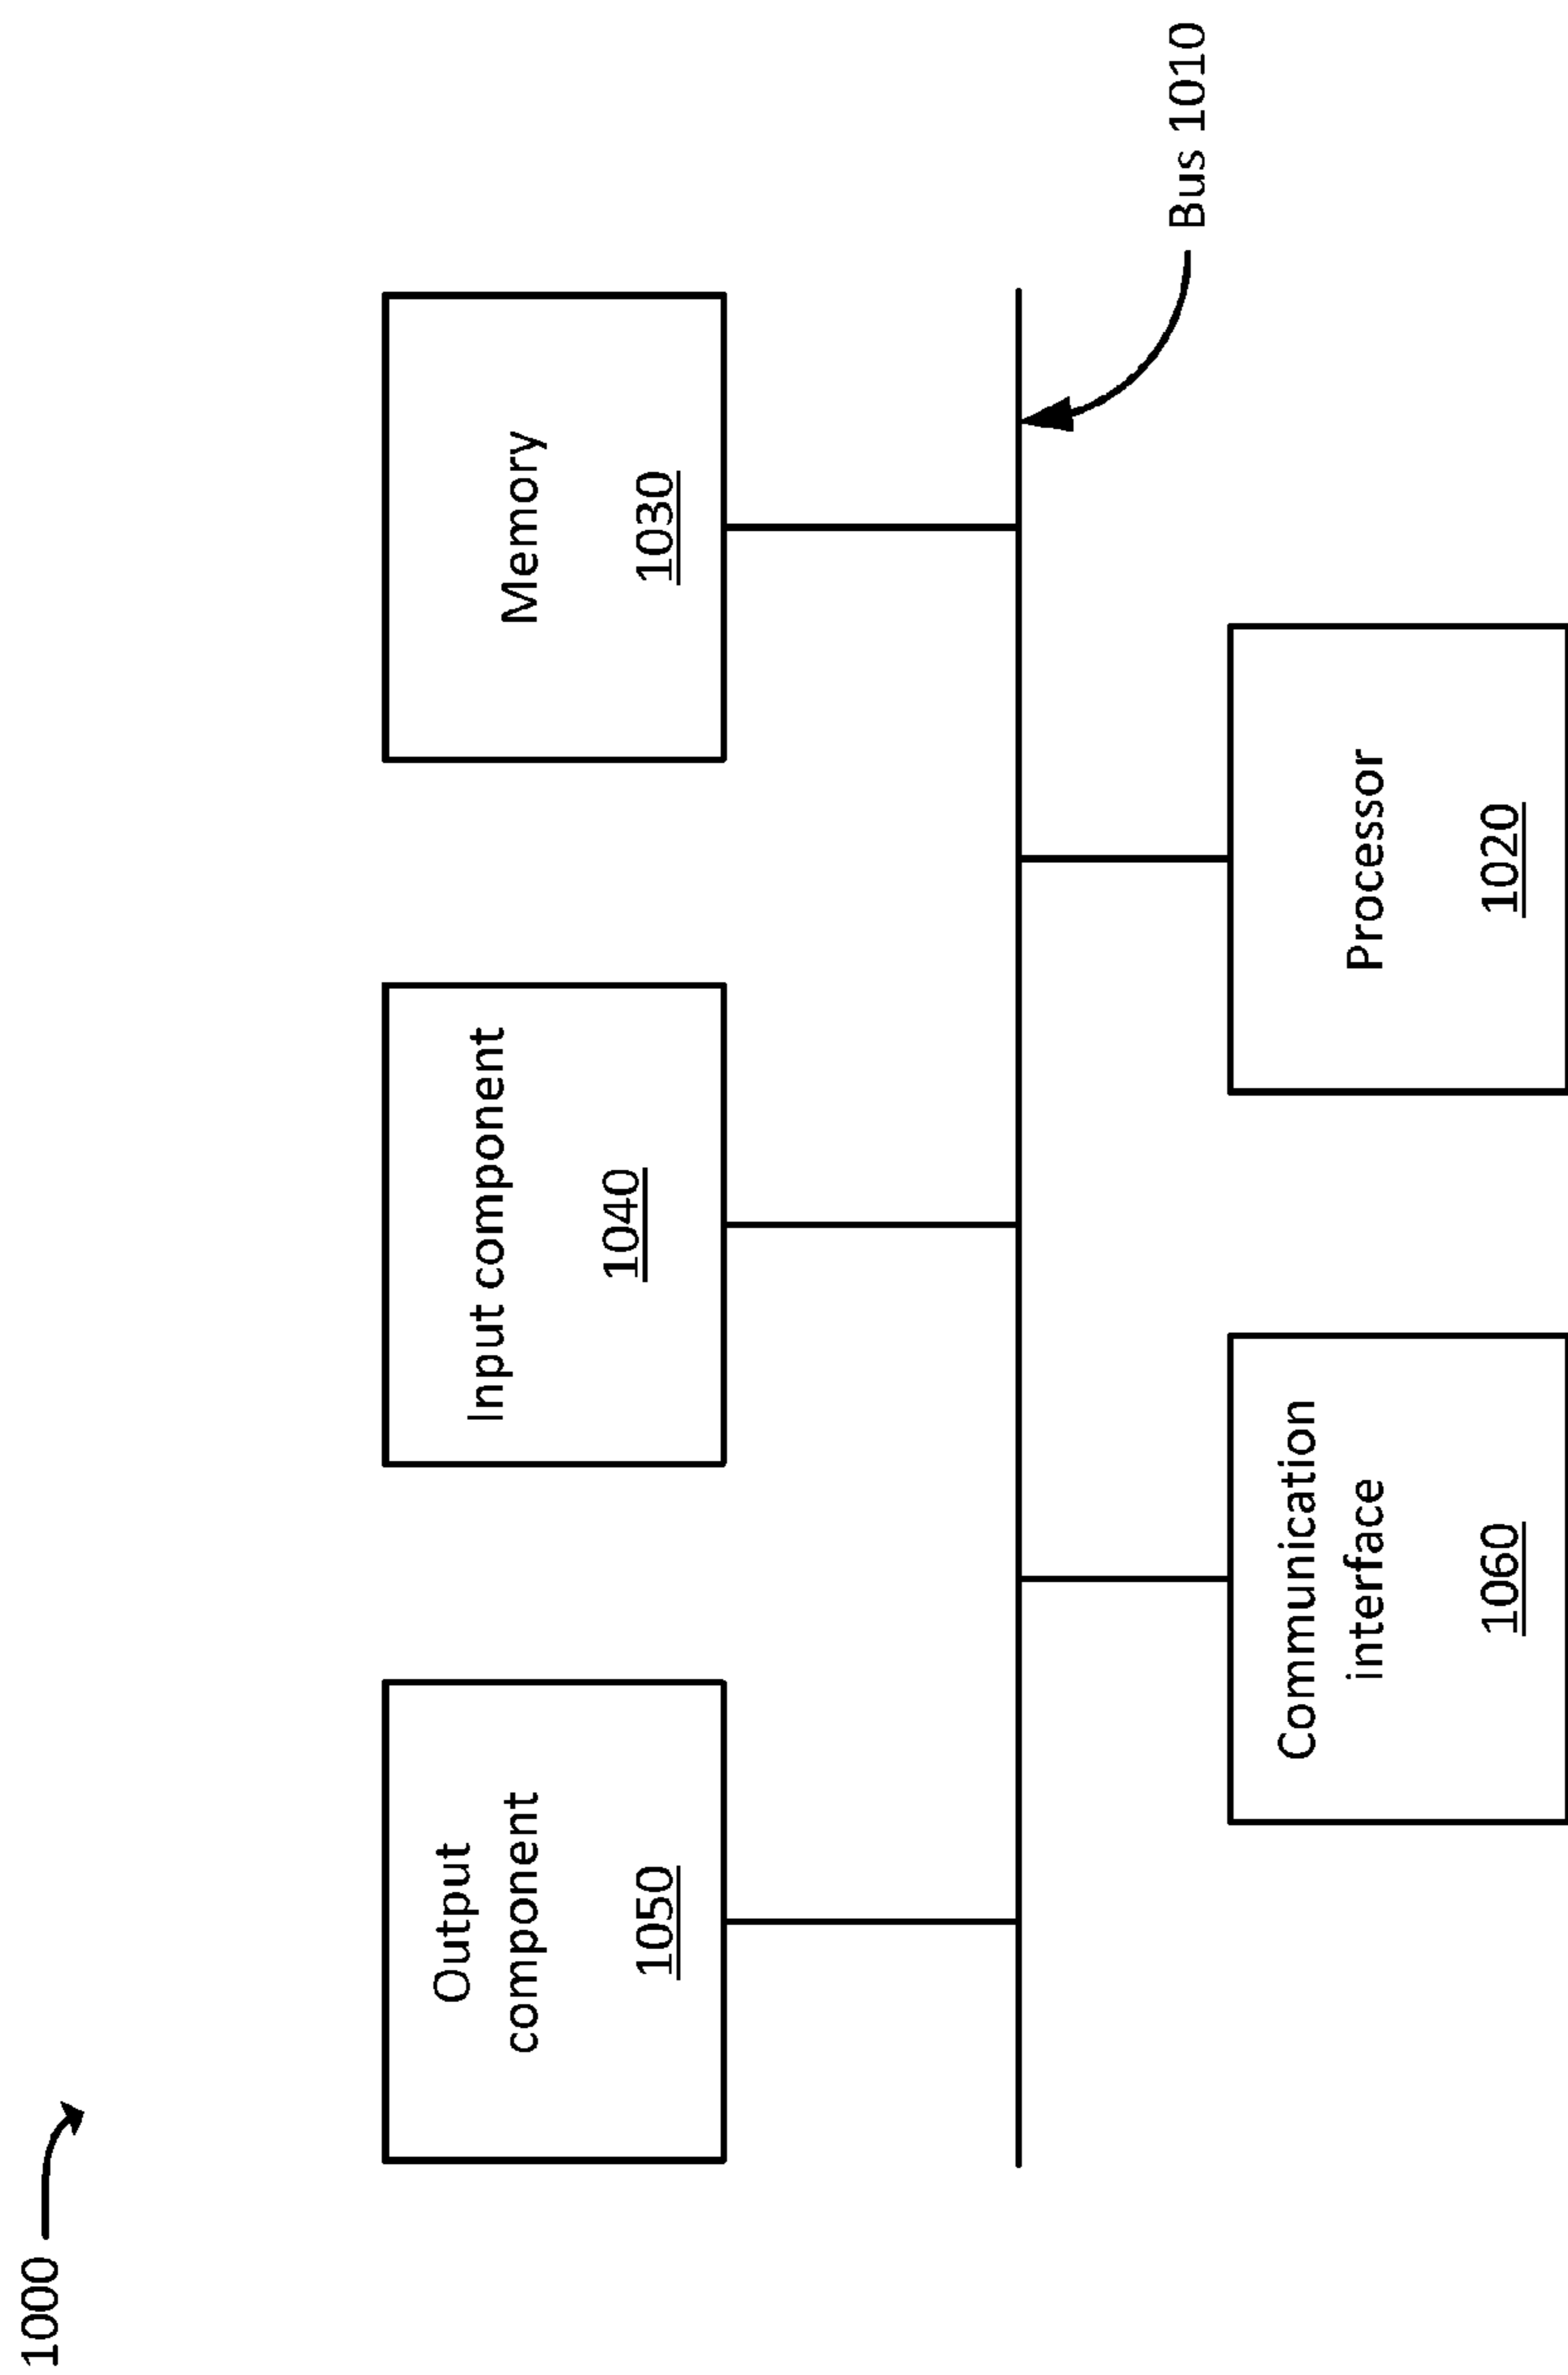 1000
Output
component
1050
Input component
1040
Memory
1030
Bus 1010
Communication
interface
1060
Processor
1020